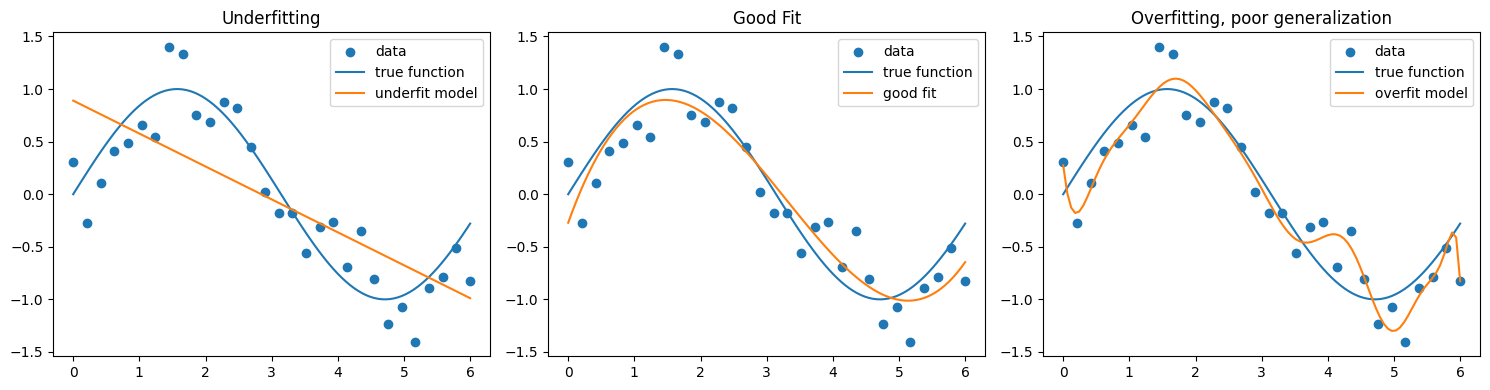 Underfitting
data
true function
underfit model
1.5
1.0
0.5
0.0
−0.5
−1.0
−1.5
0 1 2 3 4 5 6
Good Fit
data
true function
good fit
1.5
1.0
0.5
0.0
−0.5
−1.0
−1.5
0 1 2 3 4 5 6
Overfitting, poor generalization
data
true function
overfit model
1.5
1.0
0.5
0.0
−0.5
−1.0
−1.5
0 1 2 3 4 5 6